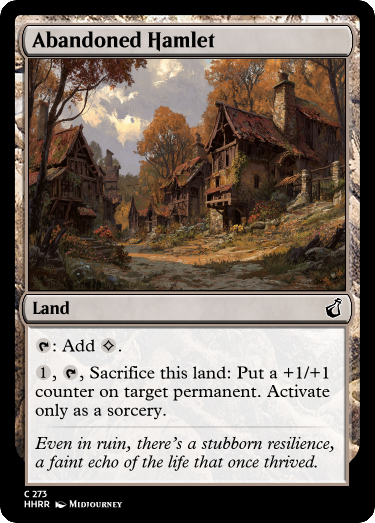 Abandoned Hamlet
Land
: Add .
1, , Sacrifice this land: Put a +1/+1
counter on target permanent. Activate
only as a sorcery.
Even in ruin, there's a stubborn resilience,
a faint echo of the life that once thrived.
C 273
HHRR Midjourney